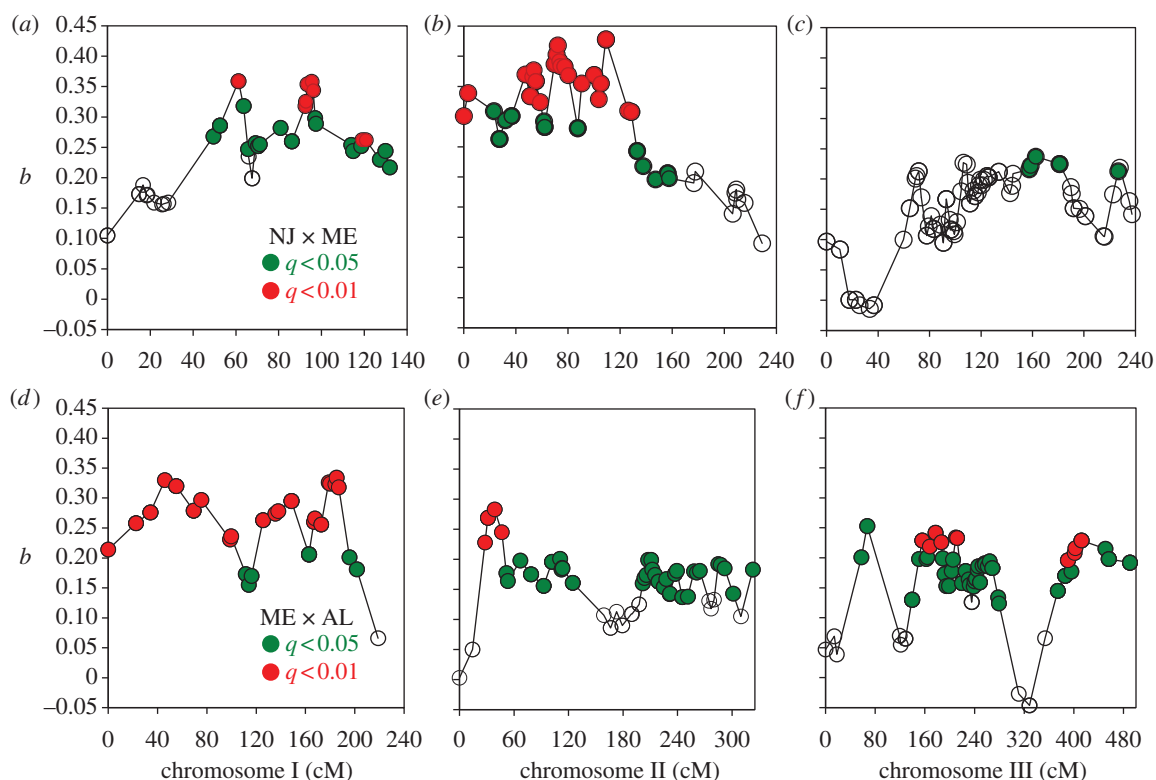 (a) (b) (c)
0.45
0.40
0.35
0.30
0.25
b 0.20
0.15
0.10
0.05
0
–0.05
NJ × ME
q < 0.05
q < 0.01
0 20 40 60 80 100 120 140
0 40 80 120 160 200 240
0 40 80 120 160 200 240
(d) (e) (f)
0.45
0.40
0.35
0.30
0.25
0.20
b
0.15
0.10
0.05
0
–0.05
ME × AL
q < 0.05
q < 0.01
0 40 80 120 160 200 240
0 60 120 180 240 300
0 80 160 240 320 400 480
chromosome I (cM) chromosome II (cM) chromosome III (cM)